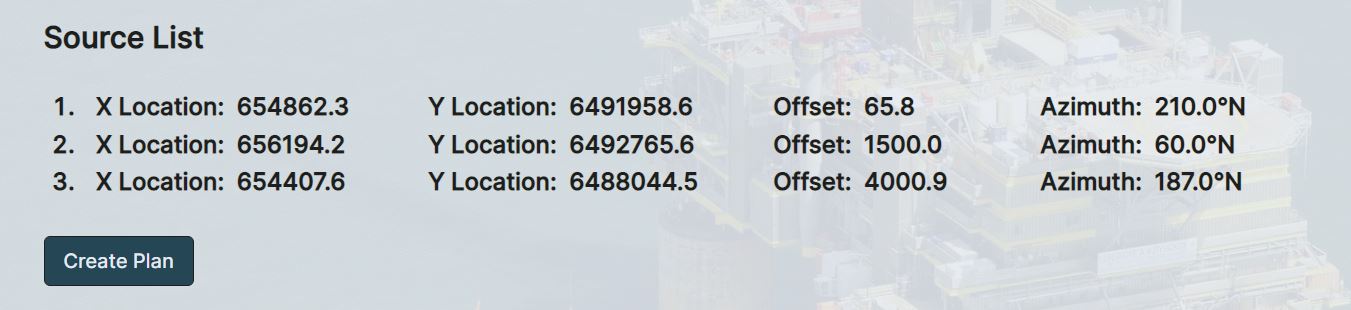 Source List
1. X Location: 654862.3 Y Location: 6491958.6 Offset: 65.8 Azimuth: 210.0°N
2. X Location: 656194.2 Y Location: 6492765.6 Offset: 1500.0 Azimuth: 60.0°N
3. X Location: 654407.6 Y Location: 6488044.5 Offset: 4000.9 Azimuth: 187.0°N
Create Plan